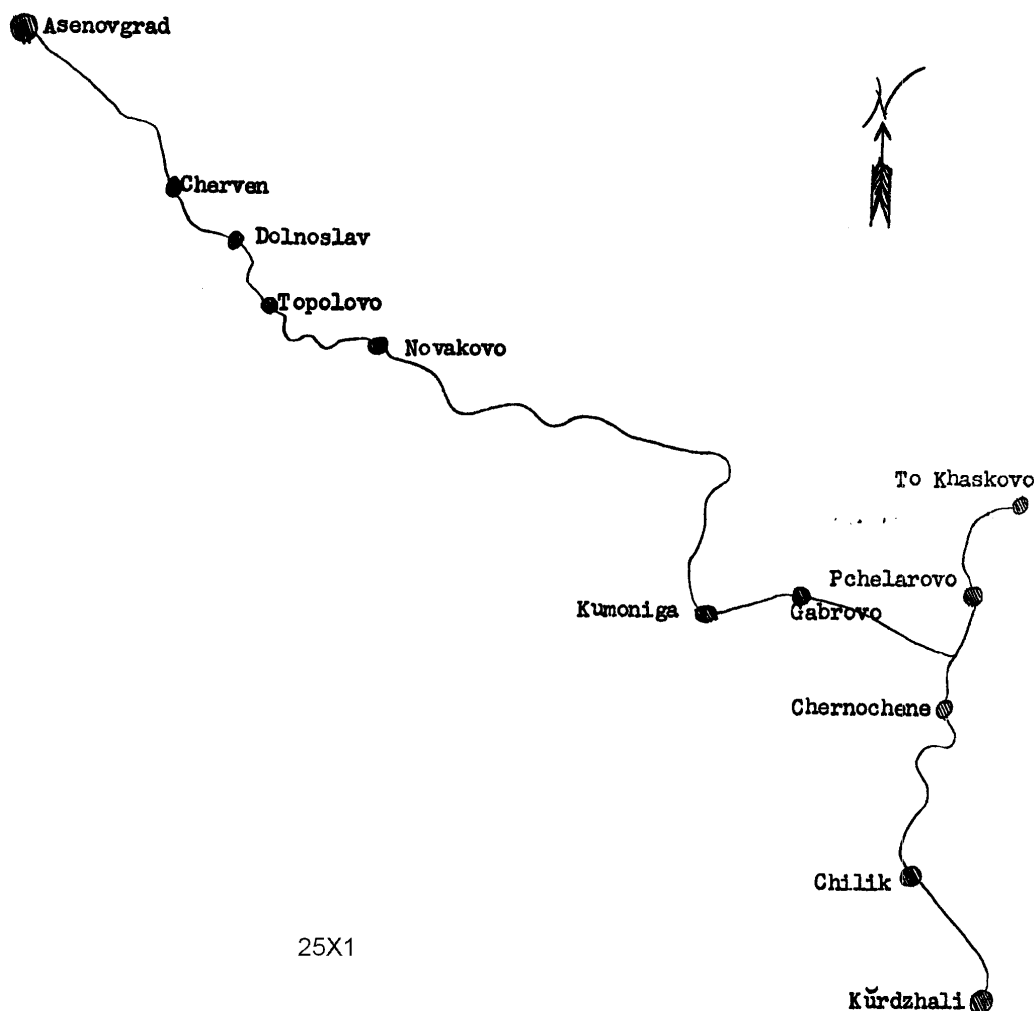 Asenovgrad
Cherven
Dolnoslav
Topolovo
Novakovo
To Khaskovo
Pchelarovo
Kumoniga
Gabrovo
Chernochene
Chilik
25X1
Kŭrdzhali